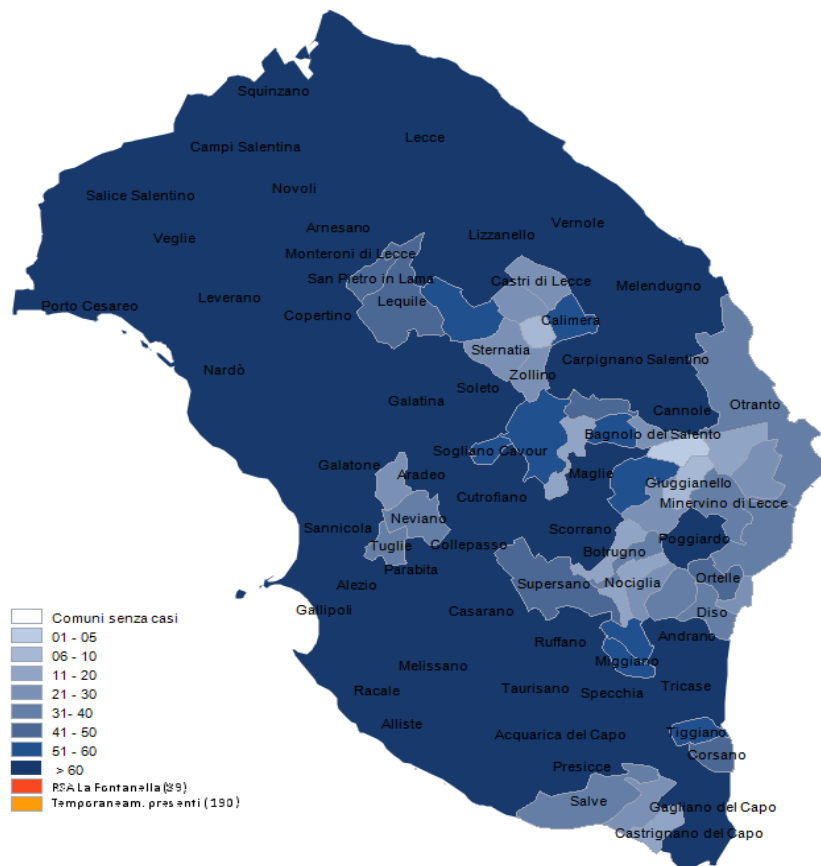 Squinzano
Lecce
Campi Salentina
Novoli
Salice Salentino
Arnesano
Vernole
Veglie
Lizzanello
Monteroni di Lecce
San Pietro in Lama
Castri di Lecce
Melendugno
Leverano
Lequile
Porto Cesareo
Copertino
Calimera
Sternatia
Carpignano Salentino
Nardò
Zollino
Soleto
Galatina
Cannole
Otranto
Bagnolo del Salento
Sogliano Cavour
Galatone
Aradeo
Maglie
Giuggianello
Cutrofiano
Minervino di Lecce
Neviano
Sannicola
Scorrano
Poggiardo
Tuglie
Collepasso
Botrugno
Parabita
Alezio
Supersano
Nociglia
Ortelle
Gallipoli
Casarano
Diso
Ruffano
Andrano
Melissano
Miggiano
Racale
Taurisano
Specchia
Tricase
Alliste
Acquarica del Capo
Tiggiano
Corsano
Presicce
Salve
Gagliano del Capo
Castrignano del Capo
Comuni senza casi
01 - 05
06 - 10
11 - 20
21 - 30
31- 40
41 - 50
51 - 60
> 60
RSA La Fontanella (89)
Temporaneam. presenti (190)